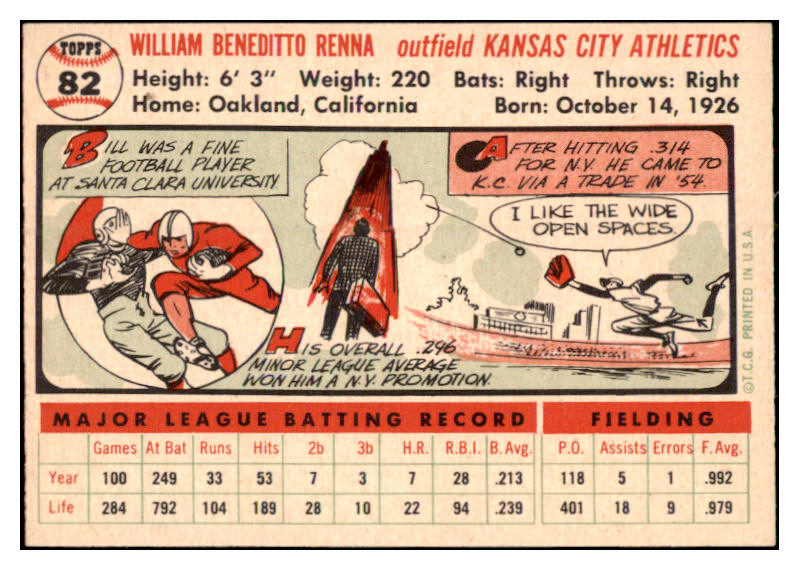 TOPPS
82
WILLIAM BENEDITTO RENNA outfield KANSAS CITY ATHLETICS
Height: 6' 3" Weight: 220 Bats: Right Throws: Right
Home: Oakland, California Born: October 14, 1926
BILL WAS A FINE
FOOTBALL PLAYER
AT SANTA CLARA UNIVERSITY.
AFTER HITTING .314
FOR N.Y. HE CAME TO
K.C. VIA A TRADE IN '54.
I LIKE THE WIDE
OPEN SPACES.
HIS OVERALL .296
MINOR LEAGUE AVERAGE
WON HIM A N.Y. PROMOTION.
©T.C.G. PRINTED IN U.S.A.
MAJOR LEAGUE BATTING RECORD FIELDING
Games At Bat Runs Hits 2b 3b H.R. R.B.I. B. Avg. P.O. Assists Errors F. Avg.
Year 100 249 33 53 7 3 7 28 .213 118 5 1 .992
Life 284 792 104 189 28 10 22 94 .239 401 18 9 .979